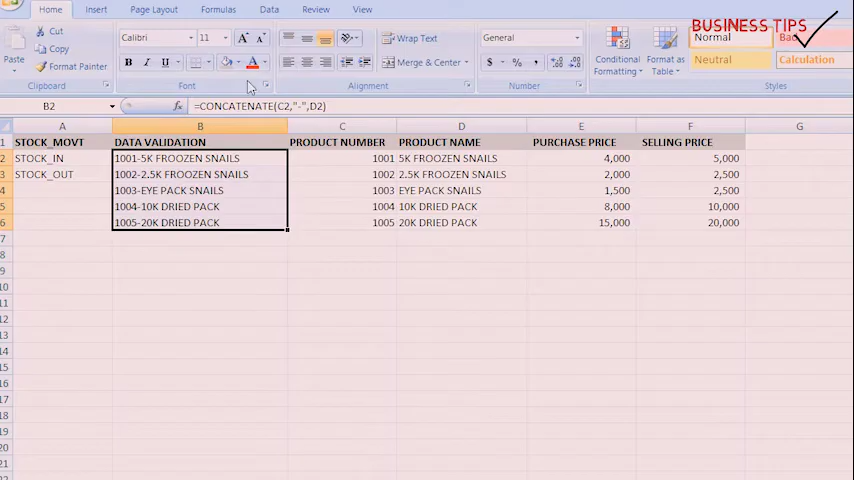 Home Insert Page Layout Formulas Data Review View
BUSINESS TIPS
Cut Calibri 11 A A Wrap Text General Normal Bad
Copy
Paste Format Painter B I U A Merge & Center $ % , Conditional Formatting Format as Table Neutral Calculation
Clipboard Font Alignment Number Styles
B2 fx =CONCATENATE(C2,"-",D2)
A B C D E F G
1 STOCK_MOVT DATA VALIDATION PRODUCT NUMBER PRODUCT NAME PURCHASE PRICE SELLING PRICE
2 STOCK_IN 1001-5K FROOZEN SNAILS 1001 5K FROOZEN SNAILS 4,000 5,000
3 STOCK_OUT 1002-2.5K FROOZEN SNAILS 1002 2.5K FROOZEN SNAILS 2,000 2,500
4 1003-EYE PACK SNAILS 1003 EYE PACK SNAILS 1,500 2,500
5 1004-10K DRIED PACK 1004 10K DRIED PACK 8,000 10,000
6 1005-20K DRIED PACK 1005 20K DRIED PACK 15,000 20,000
7
8
9
10
11
12
13
14
15
16
17
18
19
20
21
22